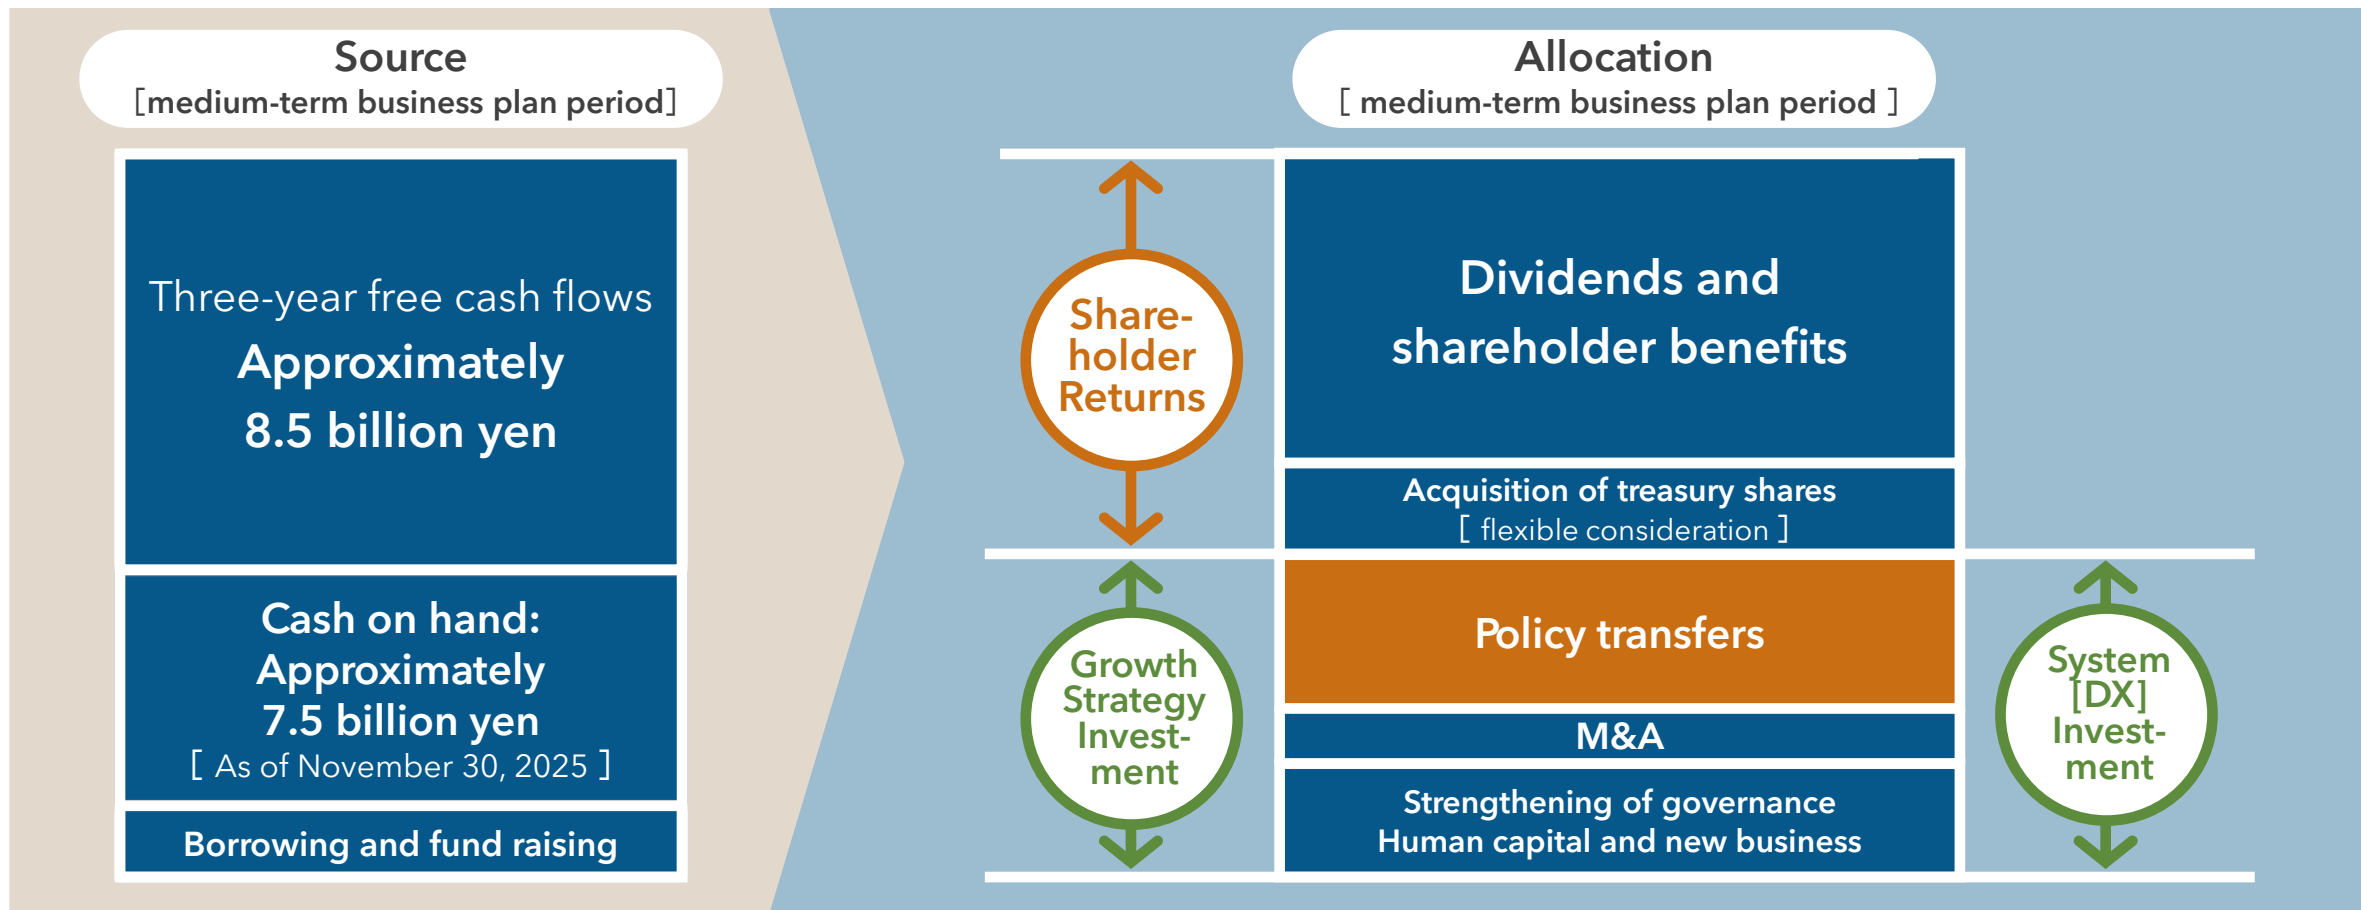 Source
[medium-term business plan period]
Three-year free cash flows
Approximately
8.5 billion yen
Cash on hand:
Approximately
7.5 billion yen
[ As of November 30, 2025 ]
Borrowing and fund raising
Allocation
[ medium-term business plan period ]
Share-
holder
Returns
Growth
Strategy
Invest-
ment
Dividends and
shareholder benefits
Acquisition of treasury shares
[ flexible consideration ]
Policy transfers
M&A
Strengthening of governance
Human capital and new business
System
[DX]
Invest-
ment